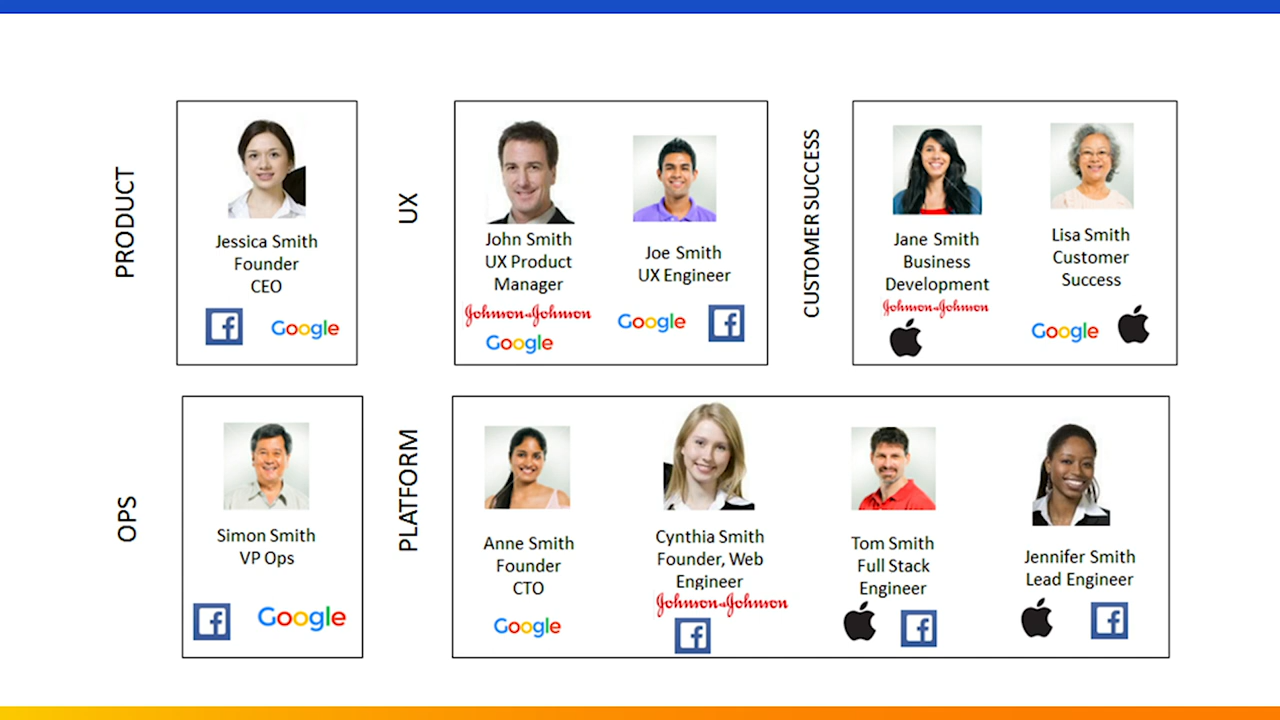 PRODUCT
Jessica Smith
Founder
CEO
f
Google
UX
John Smith
UX Product
Manager
Johnson&Johnson
Google
Joe Smith
UX Engineer
Google
f
CUSTOMER SUCCESS
Jane Smith
Business
Development
Johnson&Johnson
Lisa Smith
Customer
Success
Google
OPS
Simon Smith
VP Ops
f
Google
PLATFORM
Anne Smith
Founder
CTO
Google
Cynthia Smith
Founder, Web
Engineer
Johnson&Johnson
f
Tom Smith
Full Stack
Engineer
f
Jennifer Smith
Lead Engineer
f